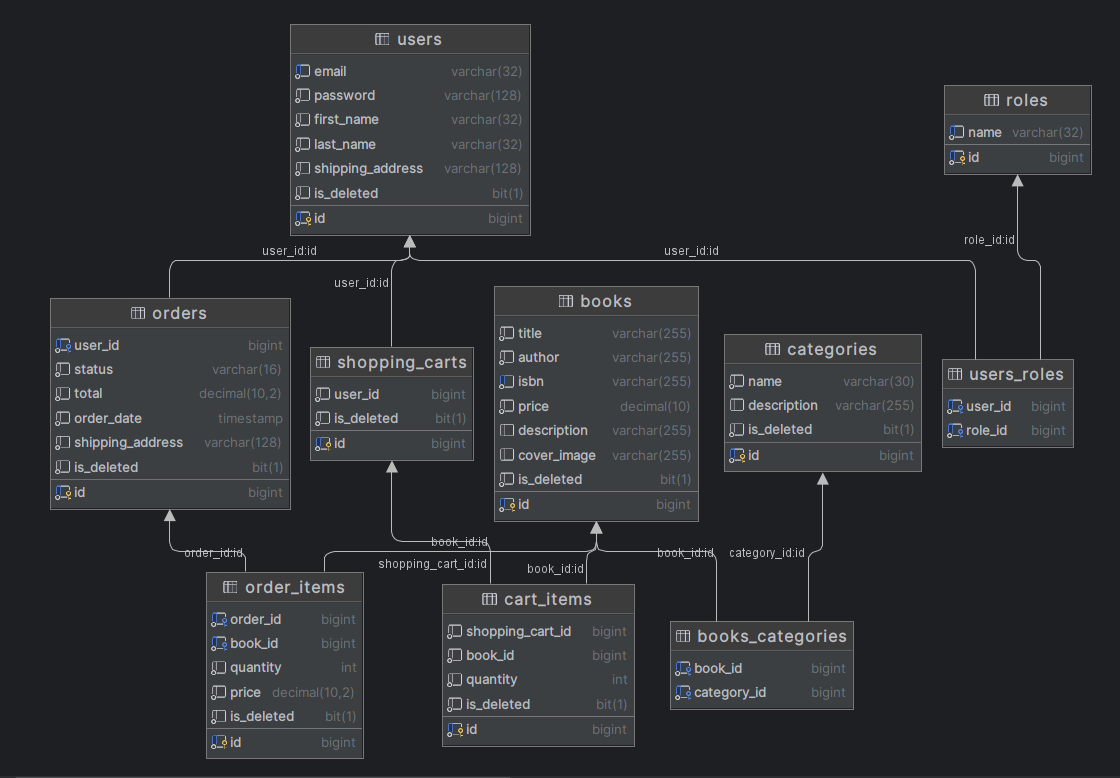 users
email varchar(32)
password varchar(128)
first_name varchar(32)
last_name varchar(32)
shipping_address varchar(128)
is_deleted bit(1)
id bigint
roles
name varchar(32)
id bigint
user_id:id
user_id:id
user_id:id
role_id:id
orders
user_id bigint
status varchar(16)
total decimal(10,2)
order_date timestamp
shipping_address varchar(128)
is_deleted bit(1)
id bigint
shopping_carts
user_id bigint
is_deleted bit(1)
id bigint
books
title varchar(255)
author varchar(255)
isbn varchar(255)
price decimal(10)
description varchar(255)
cover_image varchar(255)
is_deleted bit(1)
id bigint
categories
name varchar(30)
description varchar(255)
is_deleted bit(1)
id bigint
users_roles
user_id bigint
role_id bigint
order_id:id
book_id:id
shopping_cart_id:id
book_id:id
book_id:id
category_id:id
order_items
order_id bigint
book_id bigint
quantity int
price decimal(10,2)
is_deleted bit(1)
id bigint
cart_items
shopping_cart_id bigint
book_id bigint
quantity int
is_deleted bit(1)
id bigint
books_categories
book_id bigint
category_id bigint